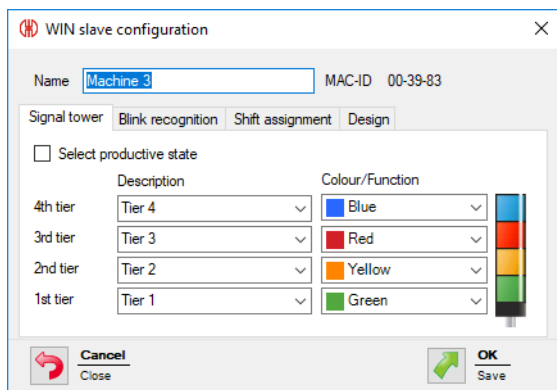 WIN slave configuration
Name Machine 3 MAC-ID 00-39-83
Signal tower Blink recognition Shift assignment Design
Select productive state
Description Colour/Function
4th tier Tier 4 Blue
3rd tier Tier 3 Red
2nd tier Tier 2 Yellow
1st tier Tier 1 Green
Cancel OK
Close Save